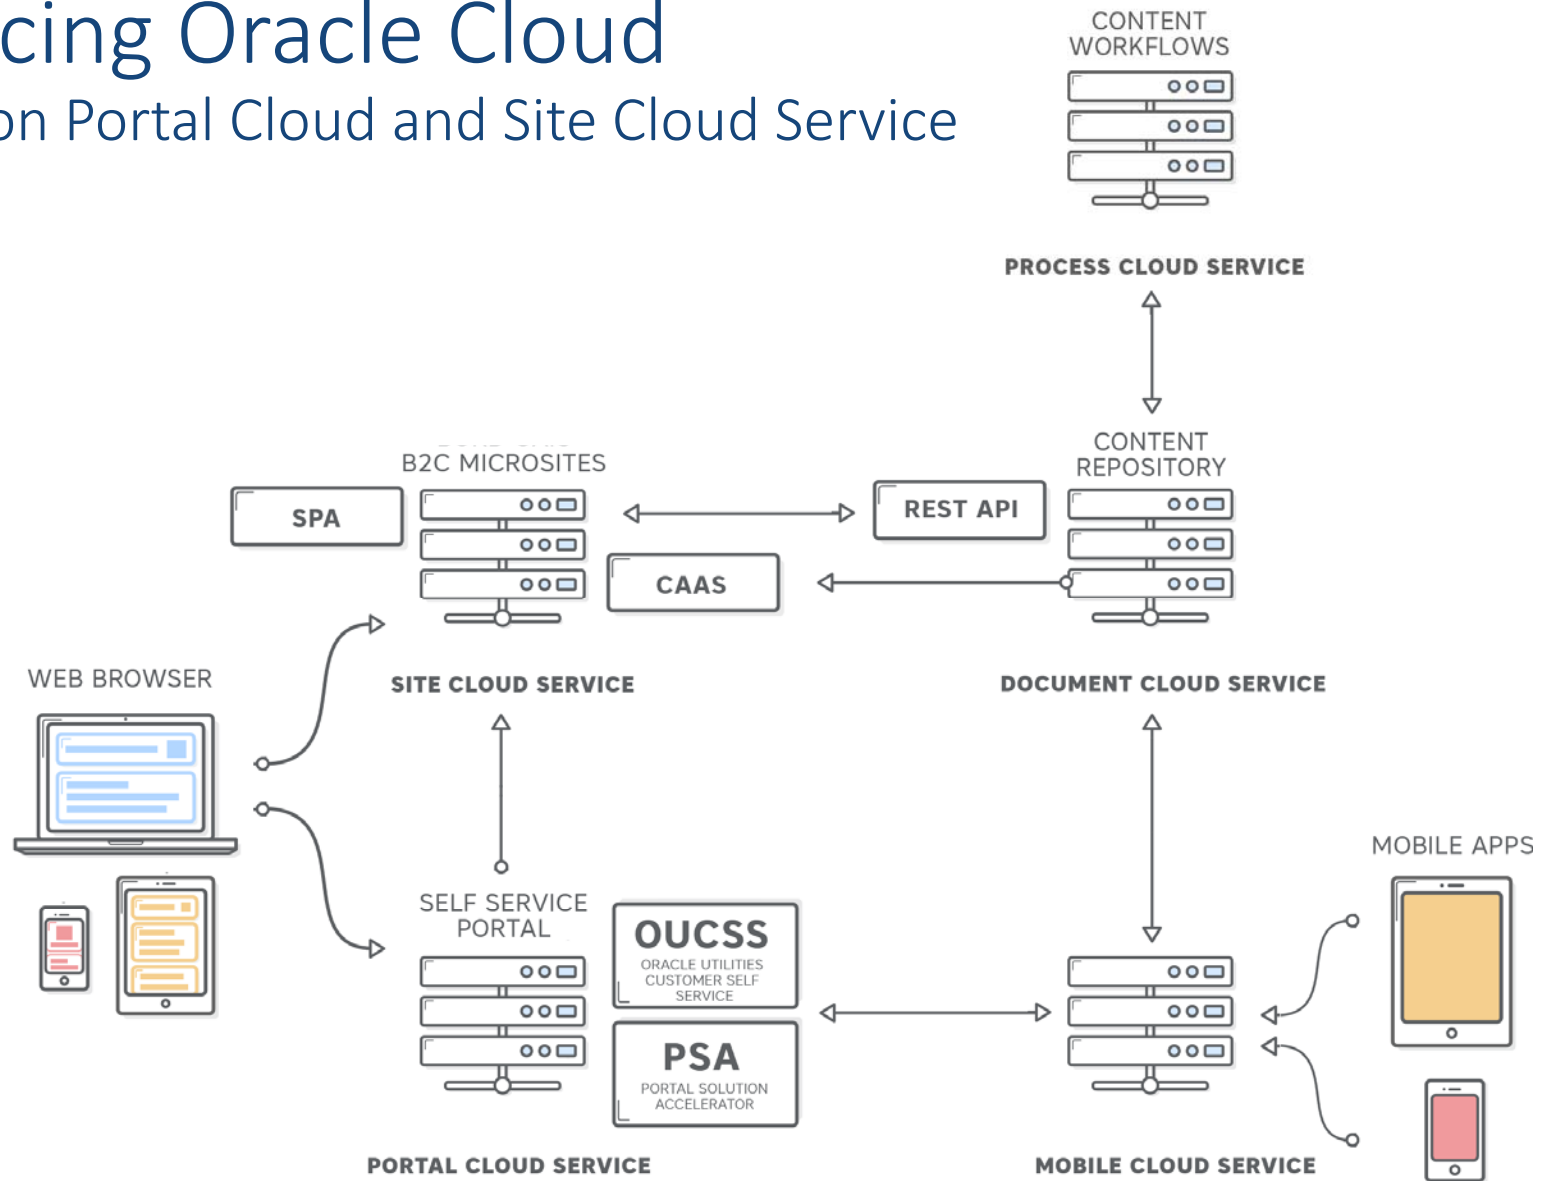 cing Oracle Cloud
on Portal Cloud and Site Cloud Service
CONTENT
WORKFLOWS
PROCESS CLOUD SERVICE
B2C MICROSITES
SPA
REST API
CONTENT
REPOSITORY
CAAS
SITE CLOUD SERVICE
DOCUMENT CLOUD SERVICE
WEB BROWSER
SELF SERVICE
PORTAL
OUCSS
ORACLE UTILITIES
CUSTOMER SELF
SERVICE
PSA
PORTAL SOLUTION
ACCELERATOR
PORTAL CLOUD SERVICE
MOBILE APPS
MOBILE CLOUD SERVICE